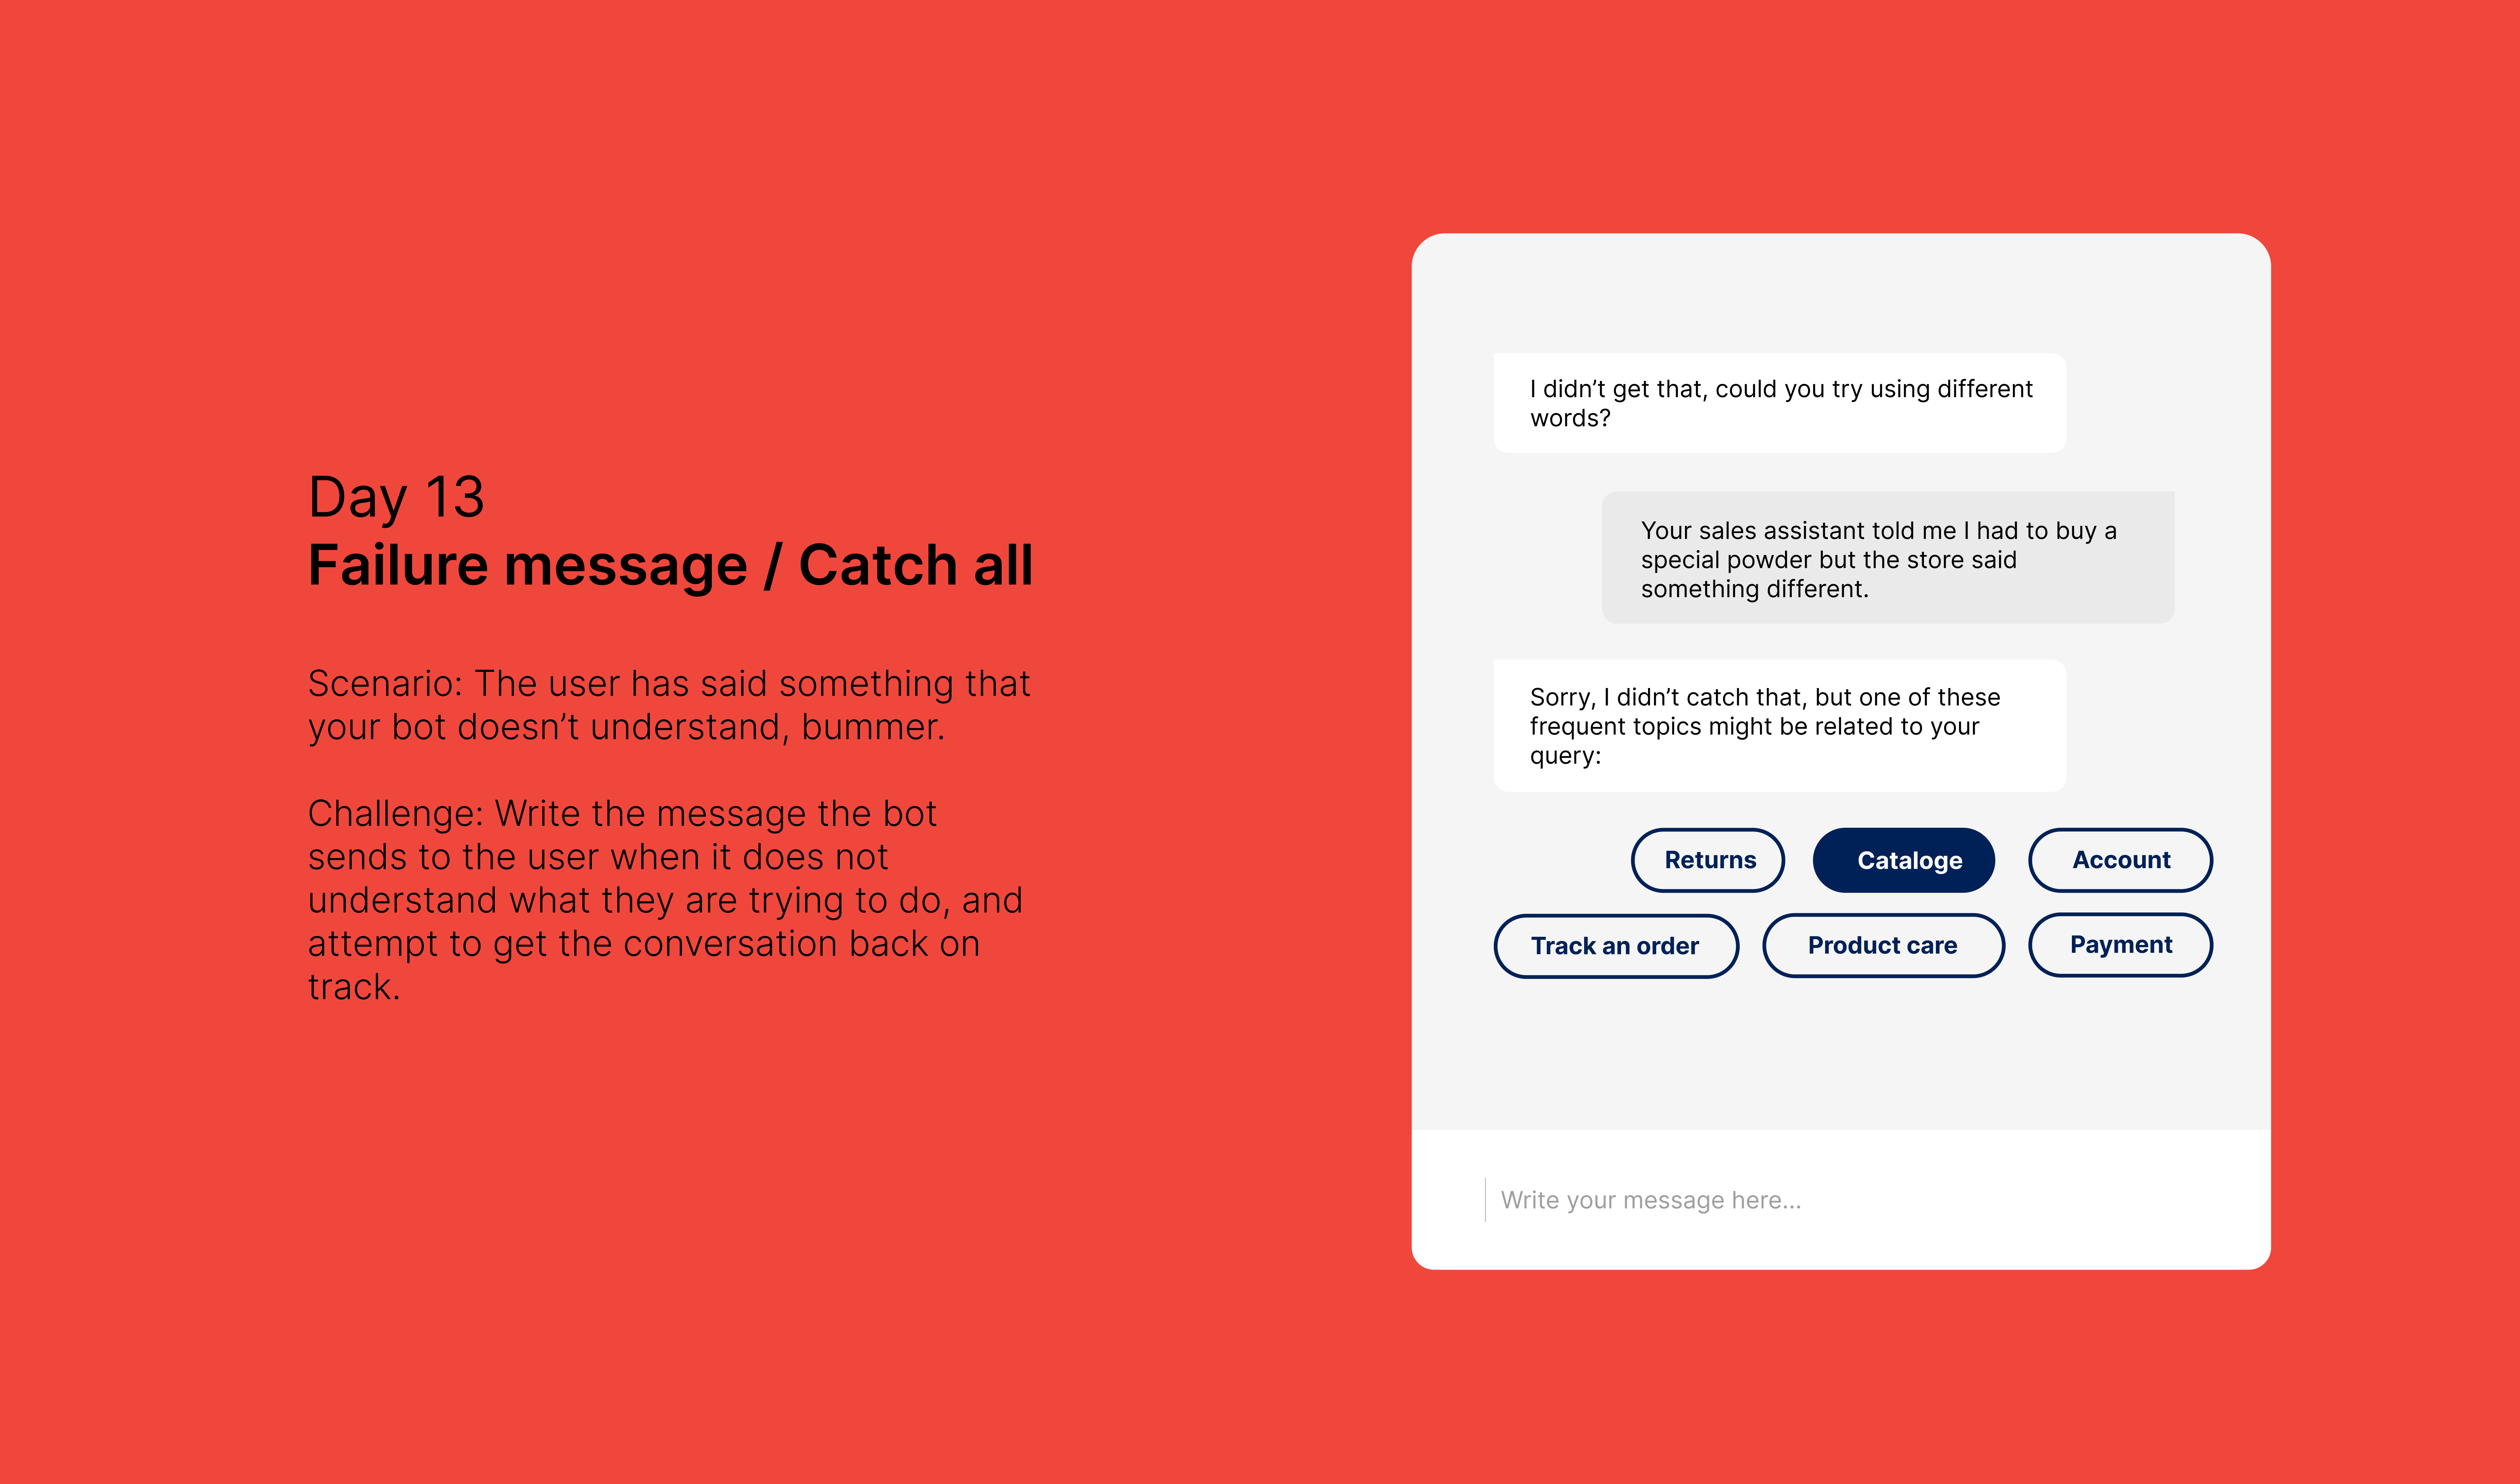 Day 13
Failure message / Catch all
Scenario: The user has said something that
your bot doesn’t understand, bummer.
Challenge: Write the message the bot
sends to the user when it does not
understand what they are trying to do, and
attempt to get the conversation back on
track.
I didn’t get that, could you try using different
words?
Your sales assistant told me I had to buy a
special powder but the store said
something different.
Sorry, I didn’t catch that, but one of these
frequent topics might be related to your
query:
Returns
Cataloge
Account
Track an order
Product care
Payment
Write your message here...